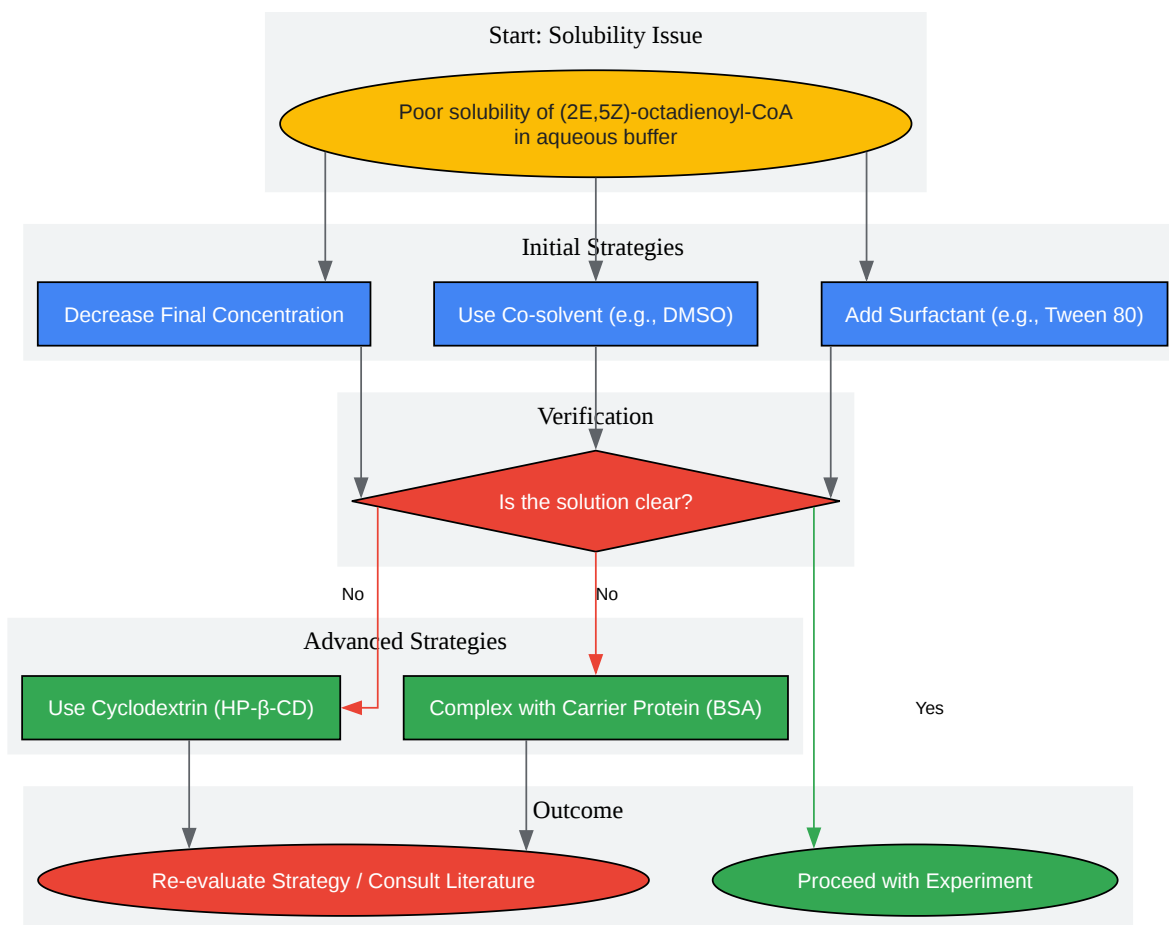 Start: Solubility Issue
Poor solubility of (2E,5Z)-octadienoyl-CoA
in aqueous buffer
Initial Strategies
Decrease Final Concentration
Use Co-solvent (e.g., DMSO)
Add Surfactant (e.g., Tween 80)
Verification
Is the solution clear?
No
No
Advanced Strategies
Use Cyclodextrin (HP-β-CD)
Complex with Carrier Protein (BSA)
Yes
Outcome
Re-evaluate Strategy / Consult Literature
Proceed with Experiment